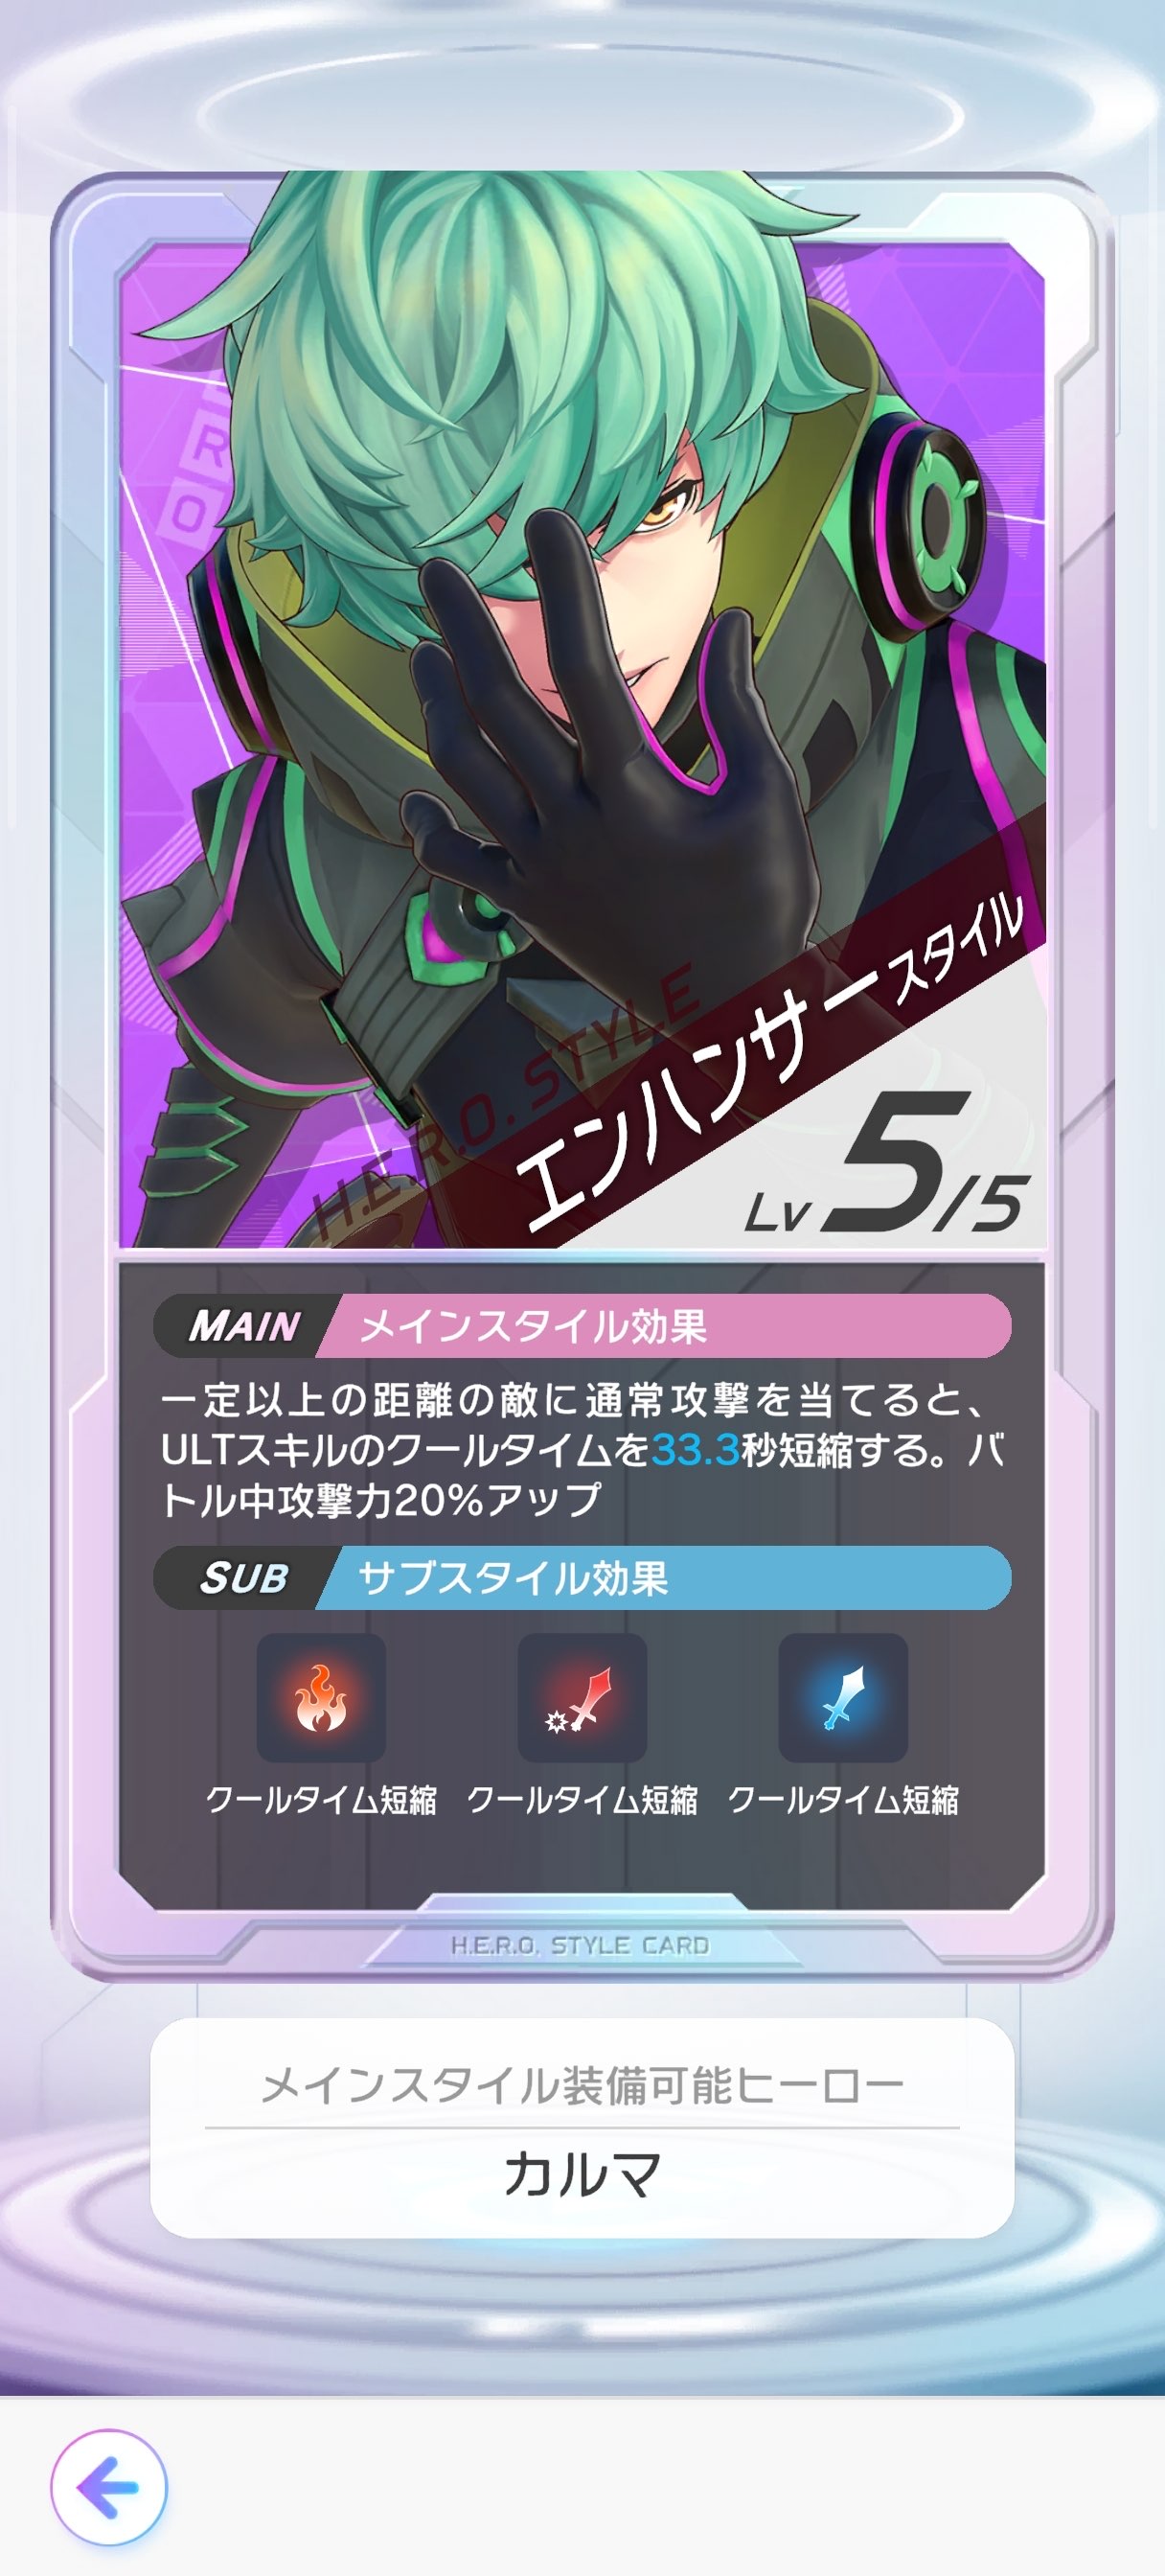 R
O
H.E.R.O. STYLE
エンハンサースタイル
Lv 5/5
MAIN メインスタイル効果
一定以上の距離の敵に通常攻撃を当てると、
ULTスキルのクールタイムを33.3秒短縮する。バ
トル中攻撃力20%アップ
SUB サブスタイル効果
クールタイム短縮 クールタイム短縮 クールタイム短縮
H.E.R.O. STYLE CARD
メインスタイル装備可能ヒーロー
カルマ